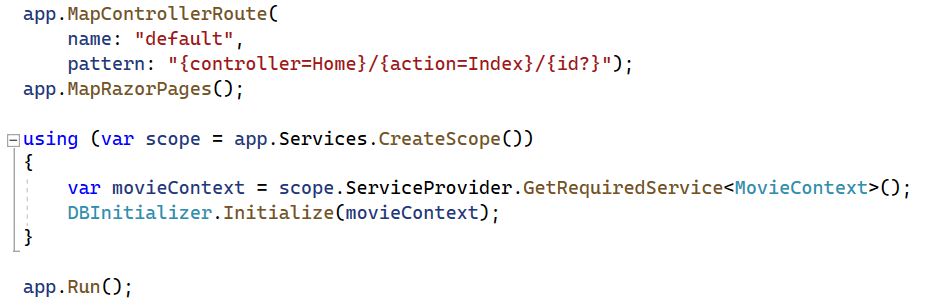 app.MapControllerRoute(
    name: "default",
    pattern: "{controller=Home}/{action=Index}/{id?}");
app.MapRazorPages();

using (var scope = app.Services.CreateScope())
{
    var movieContext = scope.ServiceProvider.GetRequiredService<MovieContext>();
    DBInitializer.Initialize(movieContext);
}

app.Run();